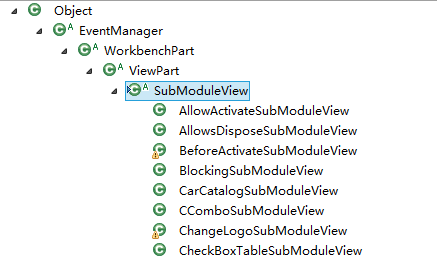 Object
EventManager
WorkbenchPart
ViewPart
SubModuleView
AllowActivateSubModuleView
AllowsDisposeSubModuleView
BeforeActivateSubModuleView
BlockingSubModuleView
CarCatalogSubModuleView
CComboSubModuleView
ChangeLogoSubModuleView
CheckBoxTableSubModuleView